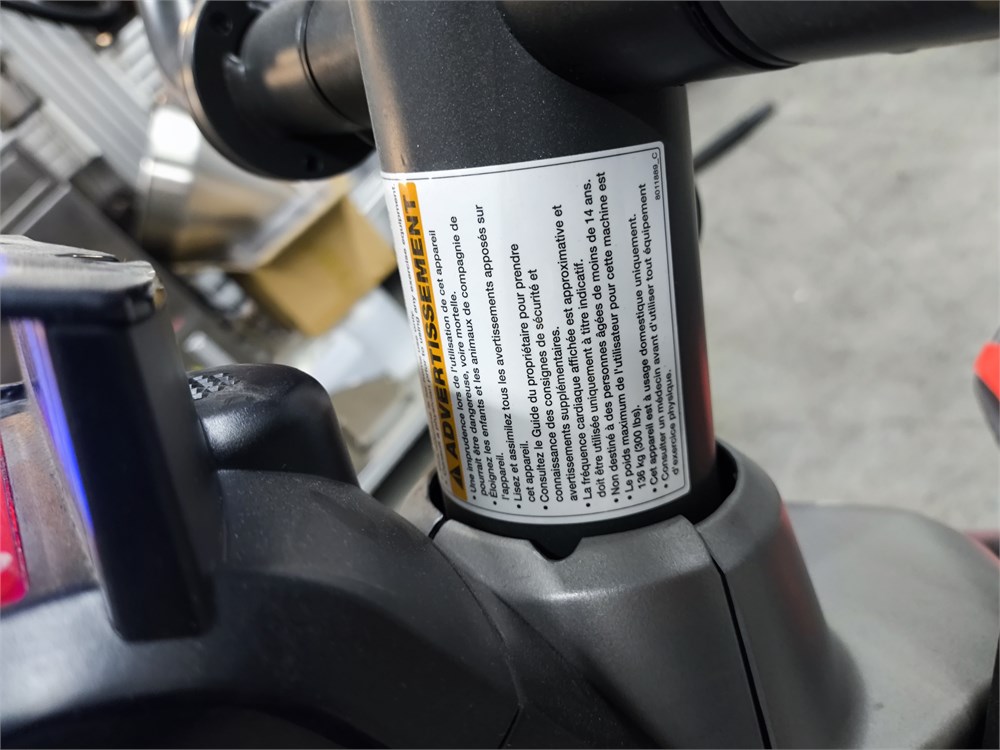 any exercise equipment.
AVERTISSEMENT
• Une imprudence lors de l'utilisation de cet appareil
pourrait être dangereuse, voire mortelle.
• Éloignez les enfants et les animaux de compagnie de
l'appareil.
• Lisez et assimilez tous les avertissements apposés sur
cet appareil.
• Consultez le Guide du propriétaire pour prendre
connaissance des consignes de sécurité et
avertissements supplémentaires.
• La fréquence cardiaque affichée est approximative et
doit être utilisée uniquement à titre indicatif.
• Non destiné à des personnes âgées de moins de 14 ans.
• Le poids maximum de l'utilisateur pour cette machine est
136 kg (300 lbs).
• Cet appareil est à usage domestique uniquement.
• Consulter un médecin avant d'utiliser tout équipement
d'exercice physique.
8011889_C